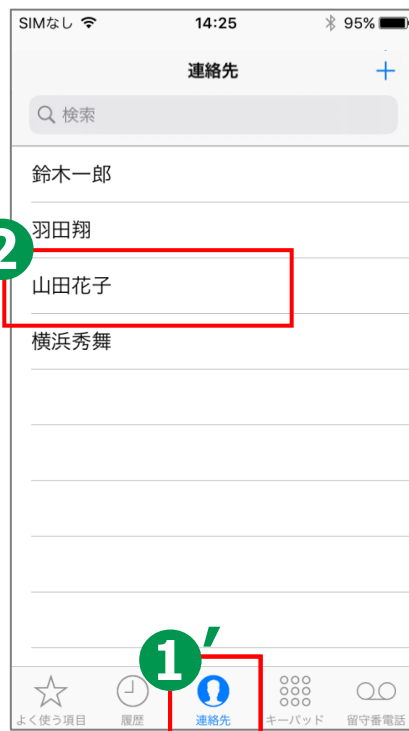 SIMなし 14:25 95%
連絡先 +
検索
鈴木一郎
羽田翔
2
山田花子
横浜秀舞
1′
よく使う項目 履歴 連絡先 キーパッド 留守番電話